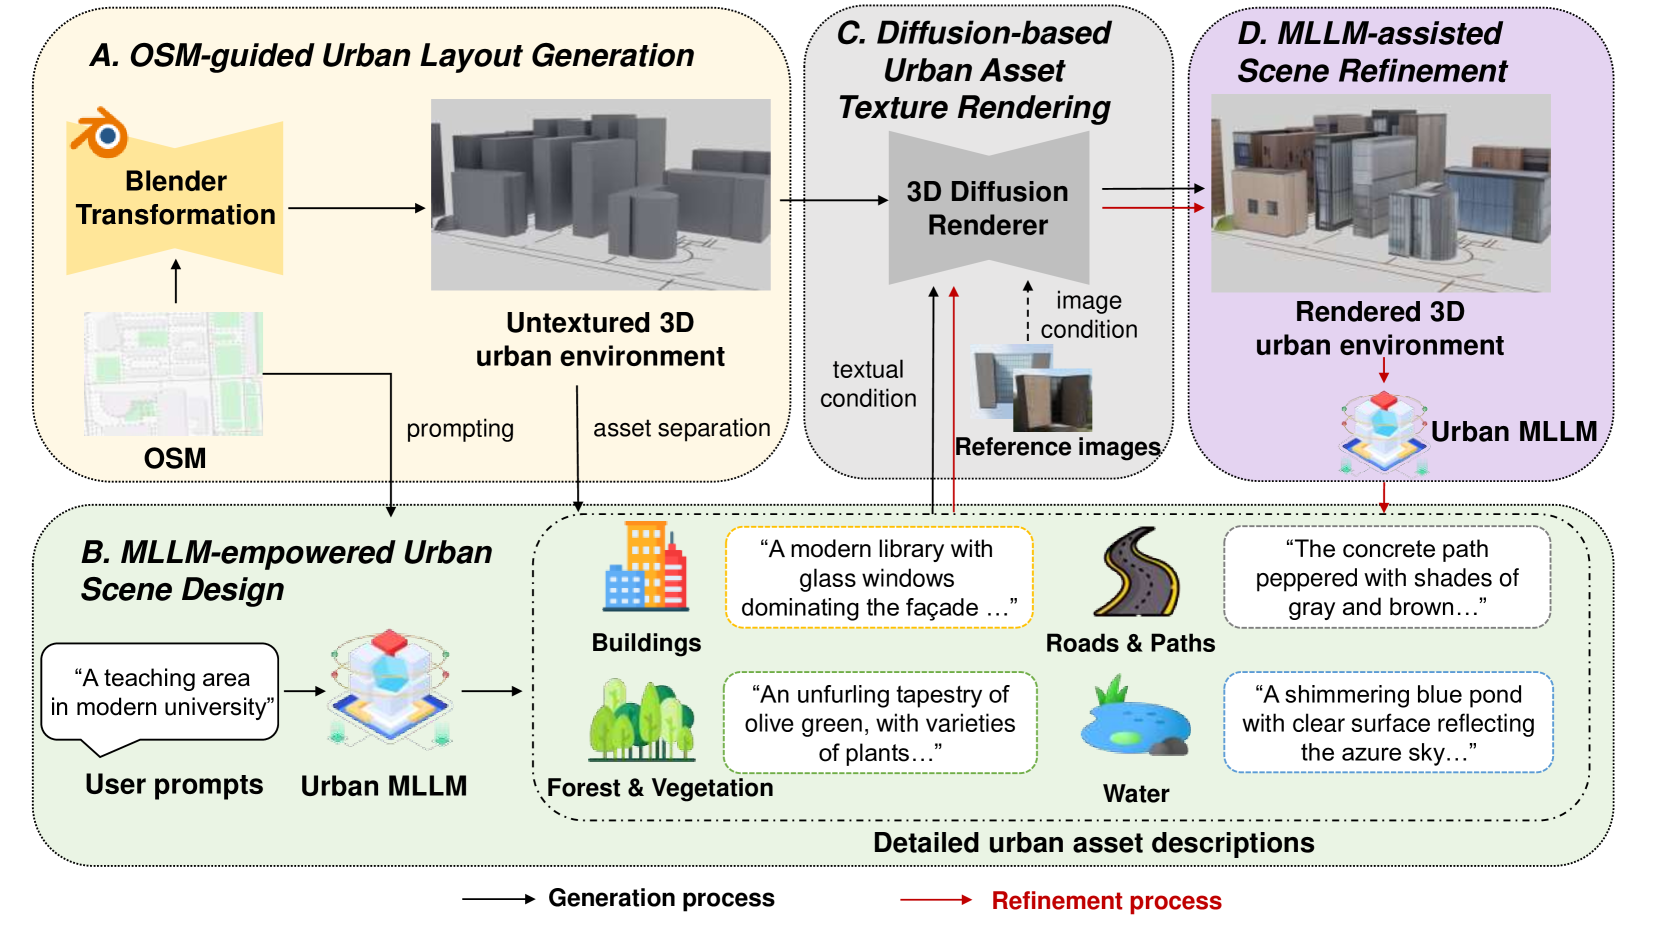 A. OSM-guided Urban Layout Generation
Blender
Transformation
OSM
Untextured 3D
urban environment
prompting
asset separation
C. Diffusion-based
Urban Asset
Texture Rendering
3D Diffusion
Renderer
image
condition
textual
condition
Reference images
D. MLLM-assisted
Scene Refinement
Rendered 3D
urban environment
Urban MLLM
B. MLLM-empowered Urban
Scene Design
“A teaching area
in modern university”
User prompts
Urban MLLM
Buildings
“A modern library with
glass windows
dominating the façade …”
Roads & Paths
“The concrete path
peppered with shades of
gray and brown…”
Forest & Vegetation
“An unfurling tapestry of
olive green, with varieties
of plants…”
Water
“A shimmering blue pond
with clear surface reflecting
the azure sky…”
Detailed urban asset descriptions
Generation process
Refinement process